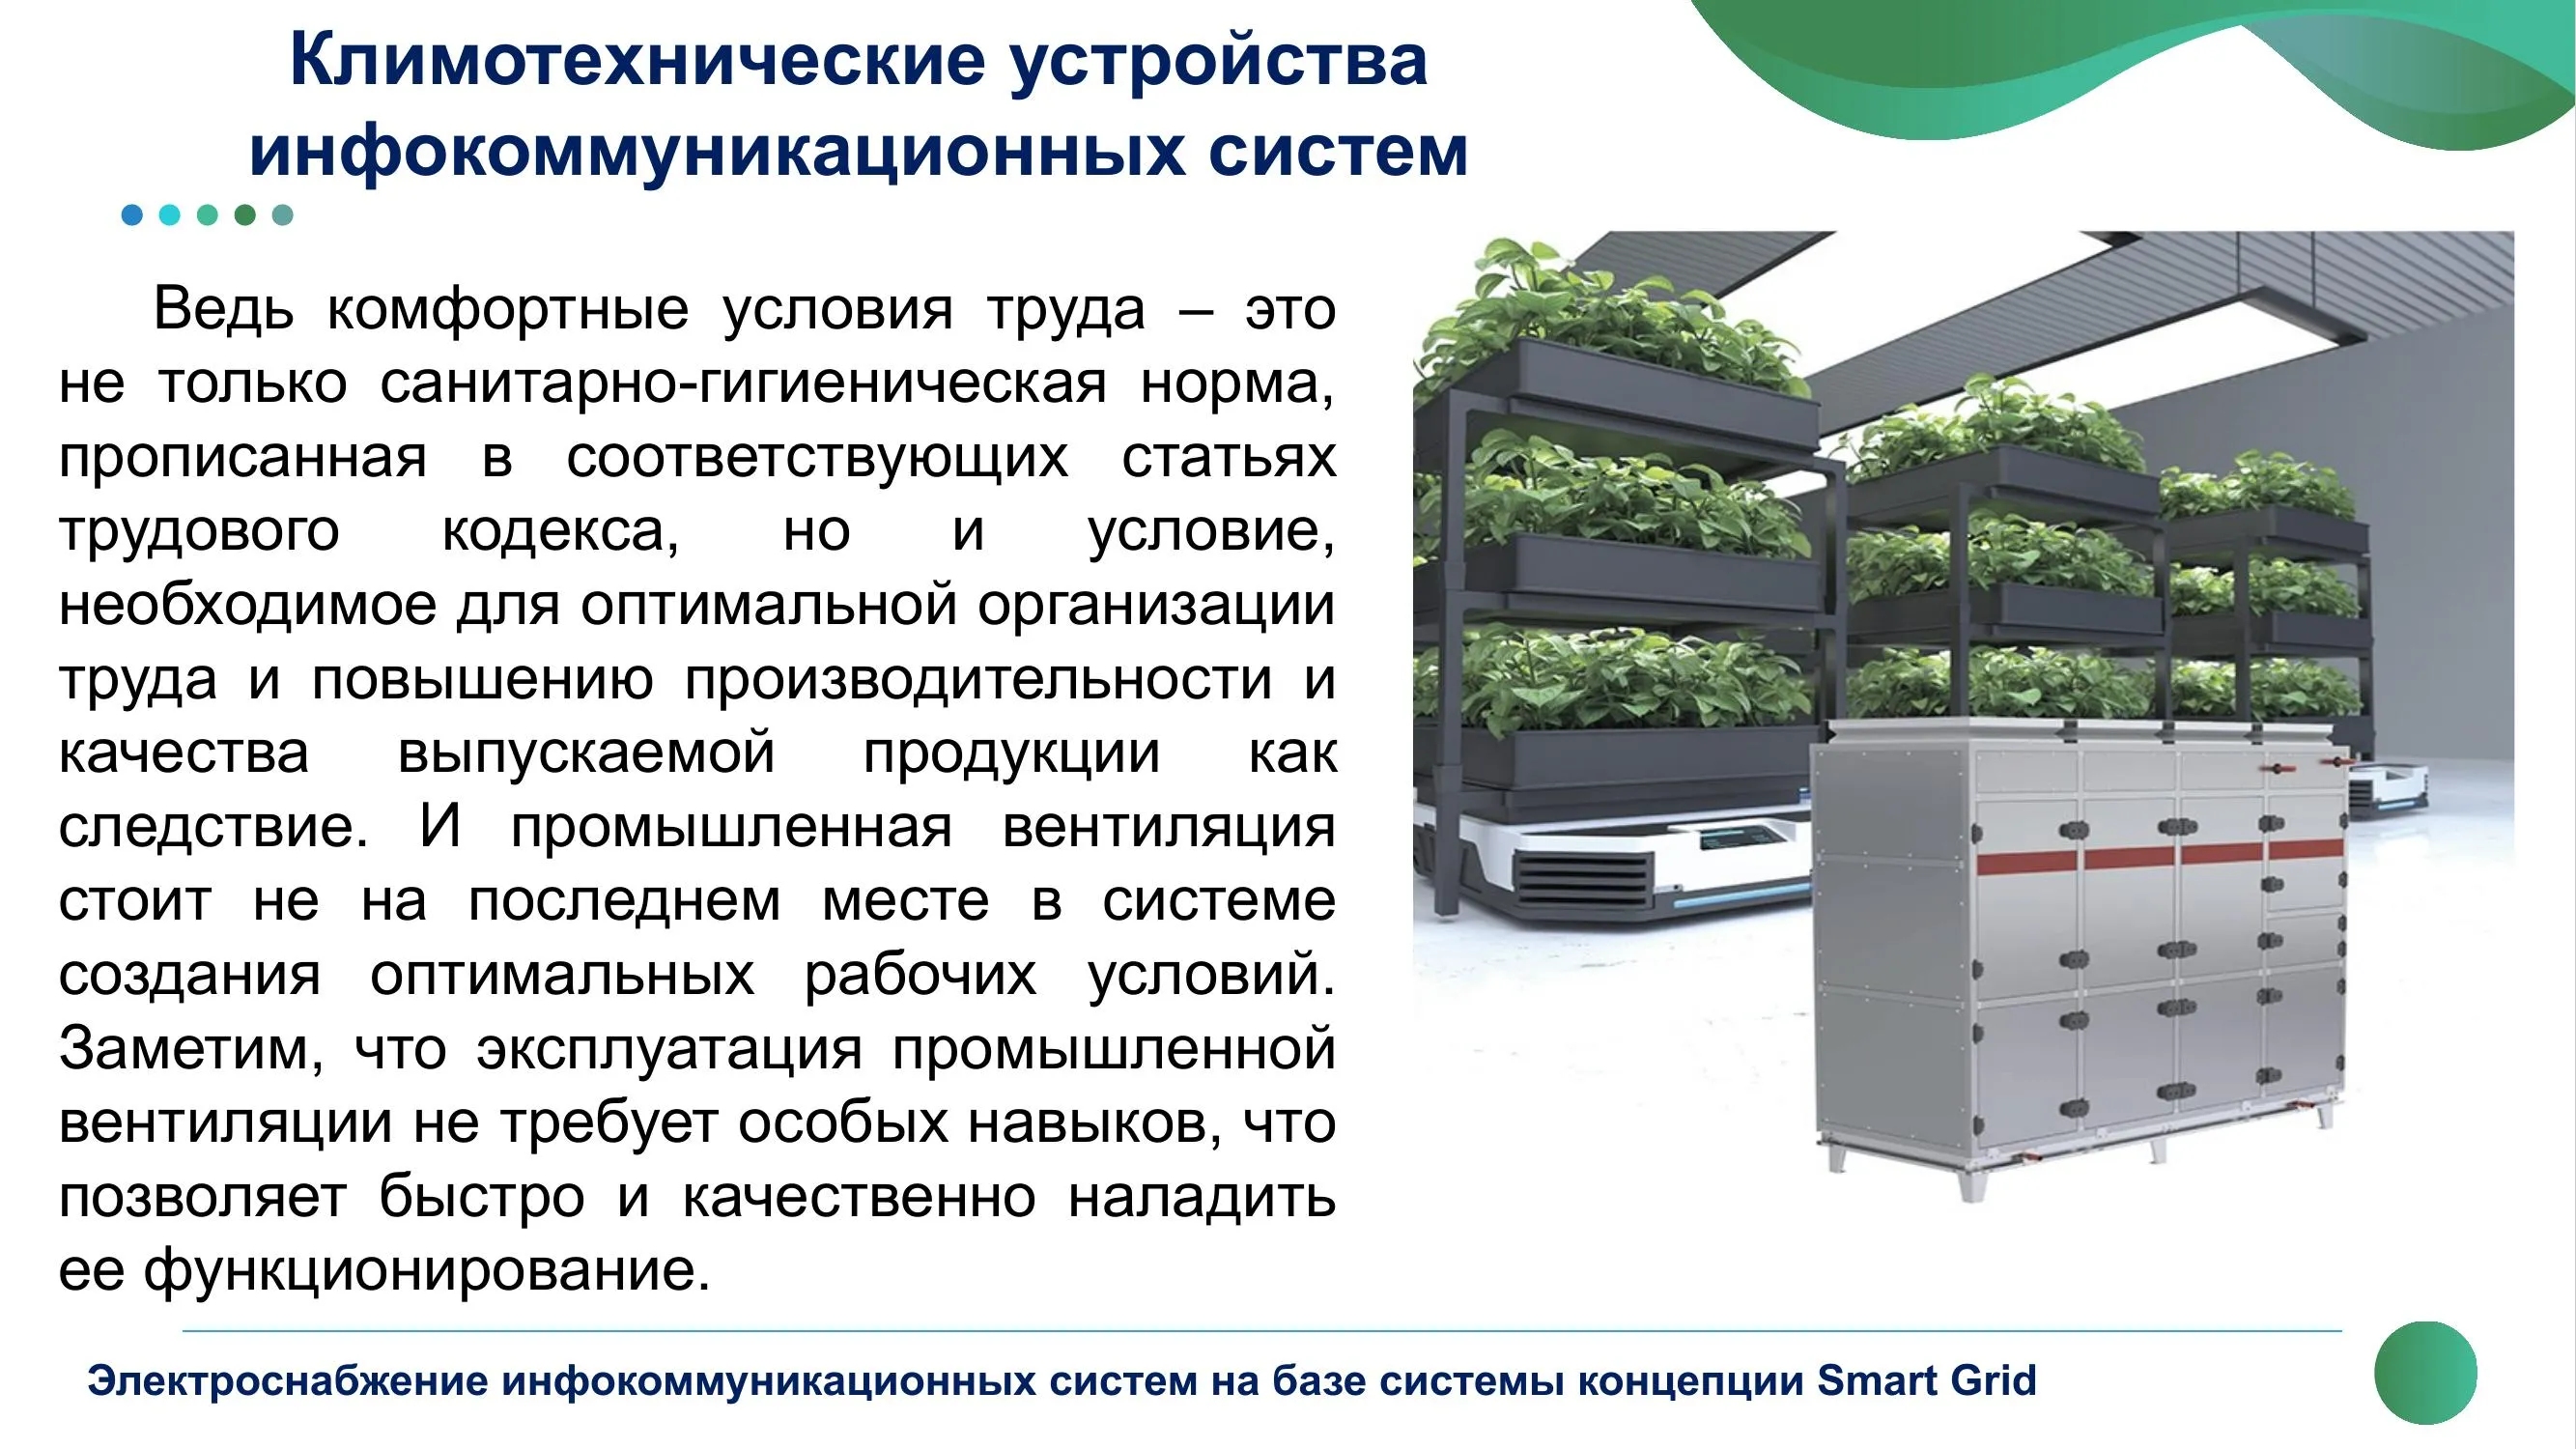 Климотехнические устройства
инфокоммуникационных систем
Ведь комфортные условия труда – это
не только санитарно-гигиеническая норма,
прописанная в соответствующих статьях
трудового кодекса, но и условие,
необходимое для оптимальной организации
труда и повышению производительности и
качества выпускаемой продукции как
следствие. И промышленная вентиляция
стоит не на последнем месте в системе
создания оптимальных рабочих условий.
Заметим, что эксплуатация промышленной
вентиляции не требует особых навыков, что
позволяет быстро и качественно наладить
ее функционирование.
Электроснабжение инфокоммуникационных систем на базе системы концепции Smart Grid